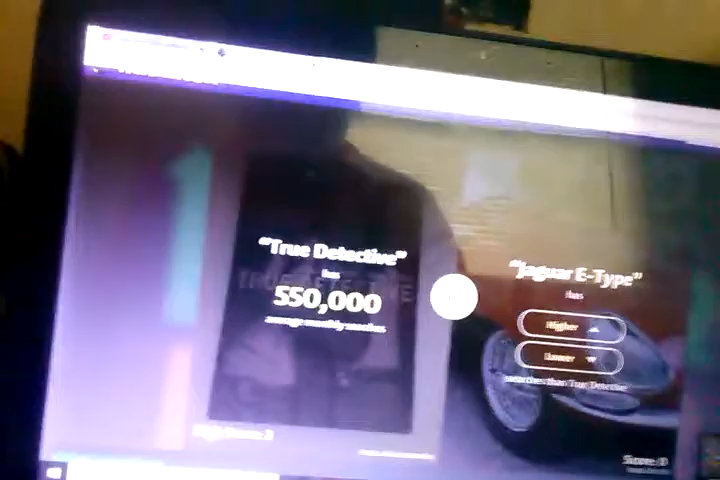 "True Detective"
has
550,000
average monthly searches
"Jaguar E-Type"
has
Higher
Lower
searches than True Detective